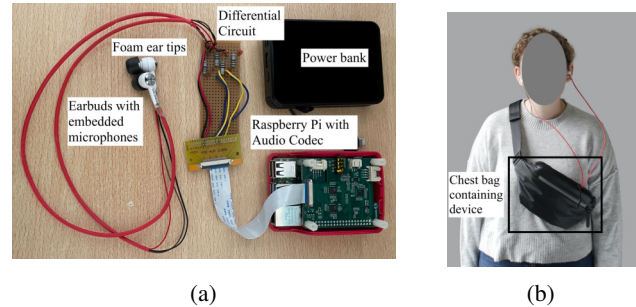 Differential
Circuit
Foam ear tips
Power bank
Earbuds with
embedded
microphones
Raspberry Pi with
Audio Codec
Chest bag
containing
device
(a)
(b)